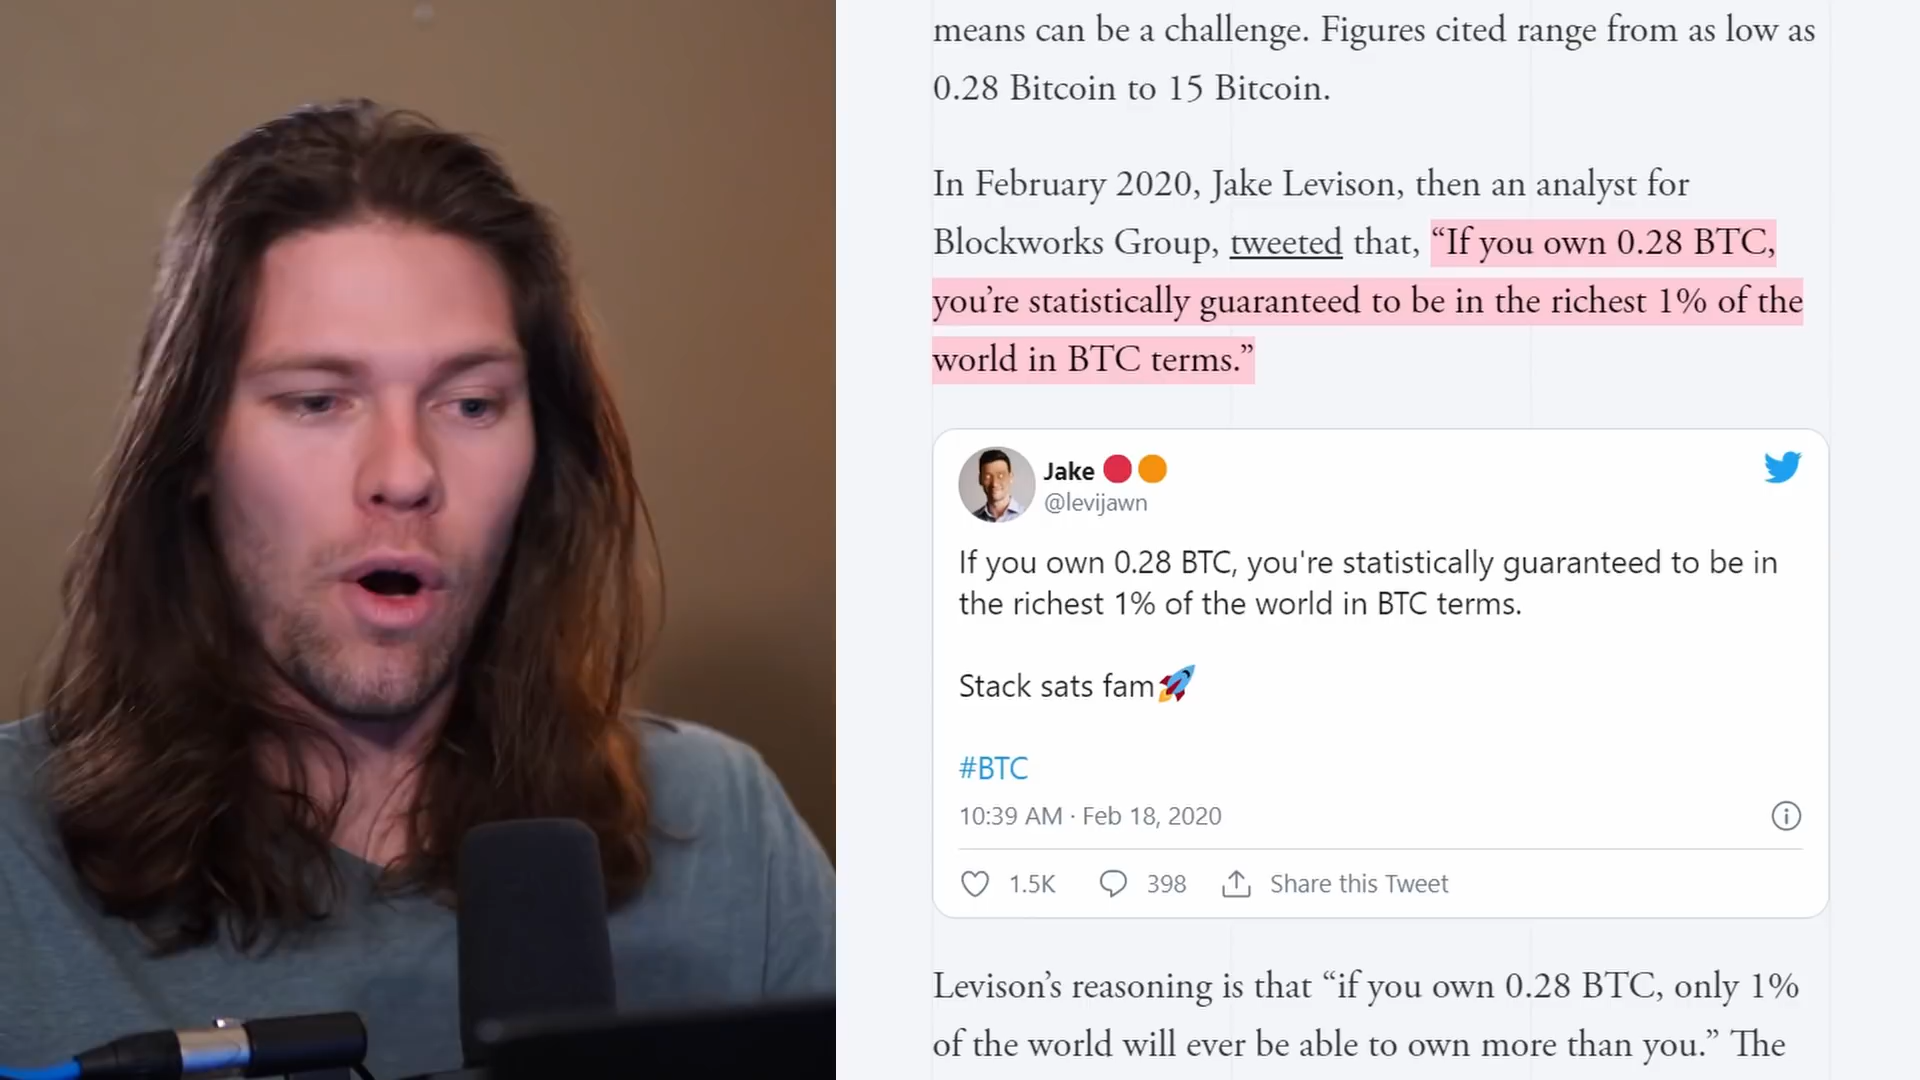 means can be a challenge. Figures cited range from as low as
0.28 Bitcoin to 15 Bitcoin.
In February 2020, Jake Levison, then an analyst for
Blockworks Group, tweeted that, “If you own 0.28 BTC,
you’re statistically guaranteed to be in the richest 1% of the
world in BTC terms.”
Jake
@levijawn
If you own 0.28 BTC, you're statistically guaranteed to be in
the richest 1% of the world in BTC terms.
Stack sats fam🚀
#BTC
10:39 AM · Feb 18, 2020
1.5K 398 Share this Tweet
Levison’s reasoning is that “if you own 0.28 BTC, only 1%
of the world will ever be able to own more than you.” The